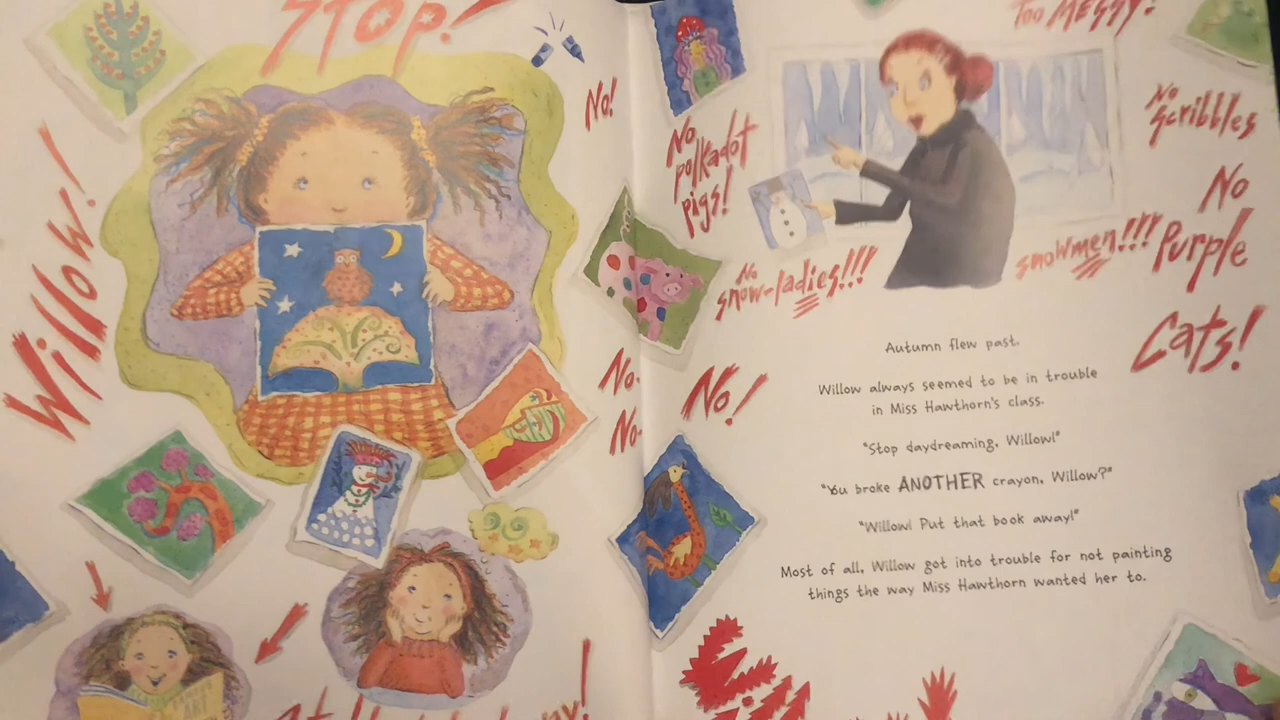 STOP!
Willow!
No!
No.
No.
Too MESSY!
No
polkadot
pigs!
No
Scribbles
No
snow-ladies!!!
snowmen!!!
No
Purple
Cats!
No!
Autumn flew past.
Willow always seemed to be in trouble
in Miss Hawthorn's class.
"Stop daydreaming, Willow!"
"You broke ANOTHER crayon, Willow?"
"Willow! Put that book away!"
Most of all, Willow got into trouble for not painting
things the way Miss Hawthorn wanted her to.
ART